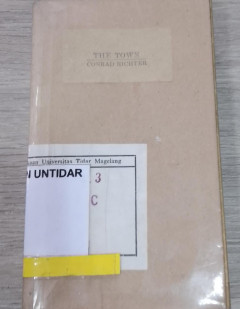 THE TOWN
CONRAD RICHTER
Universitas Tidar Magelang
N UNTIDAR
3
C